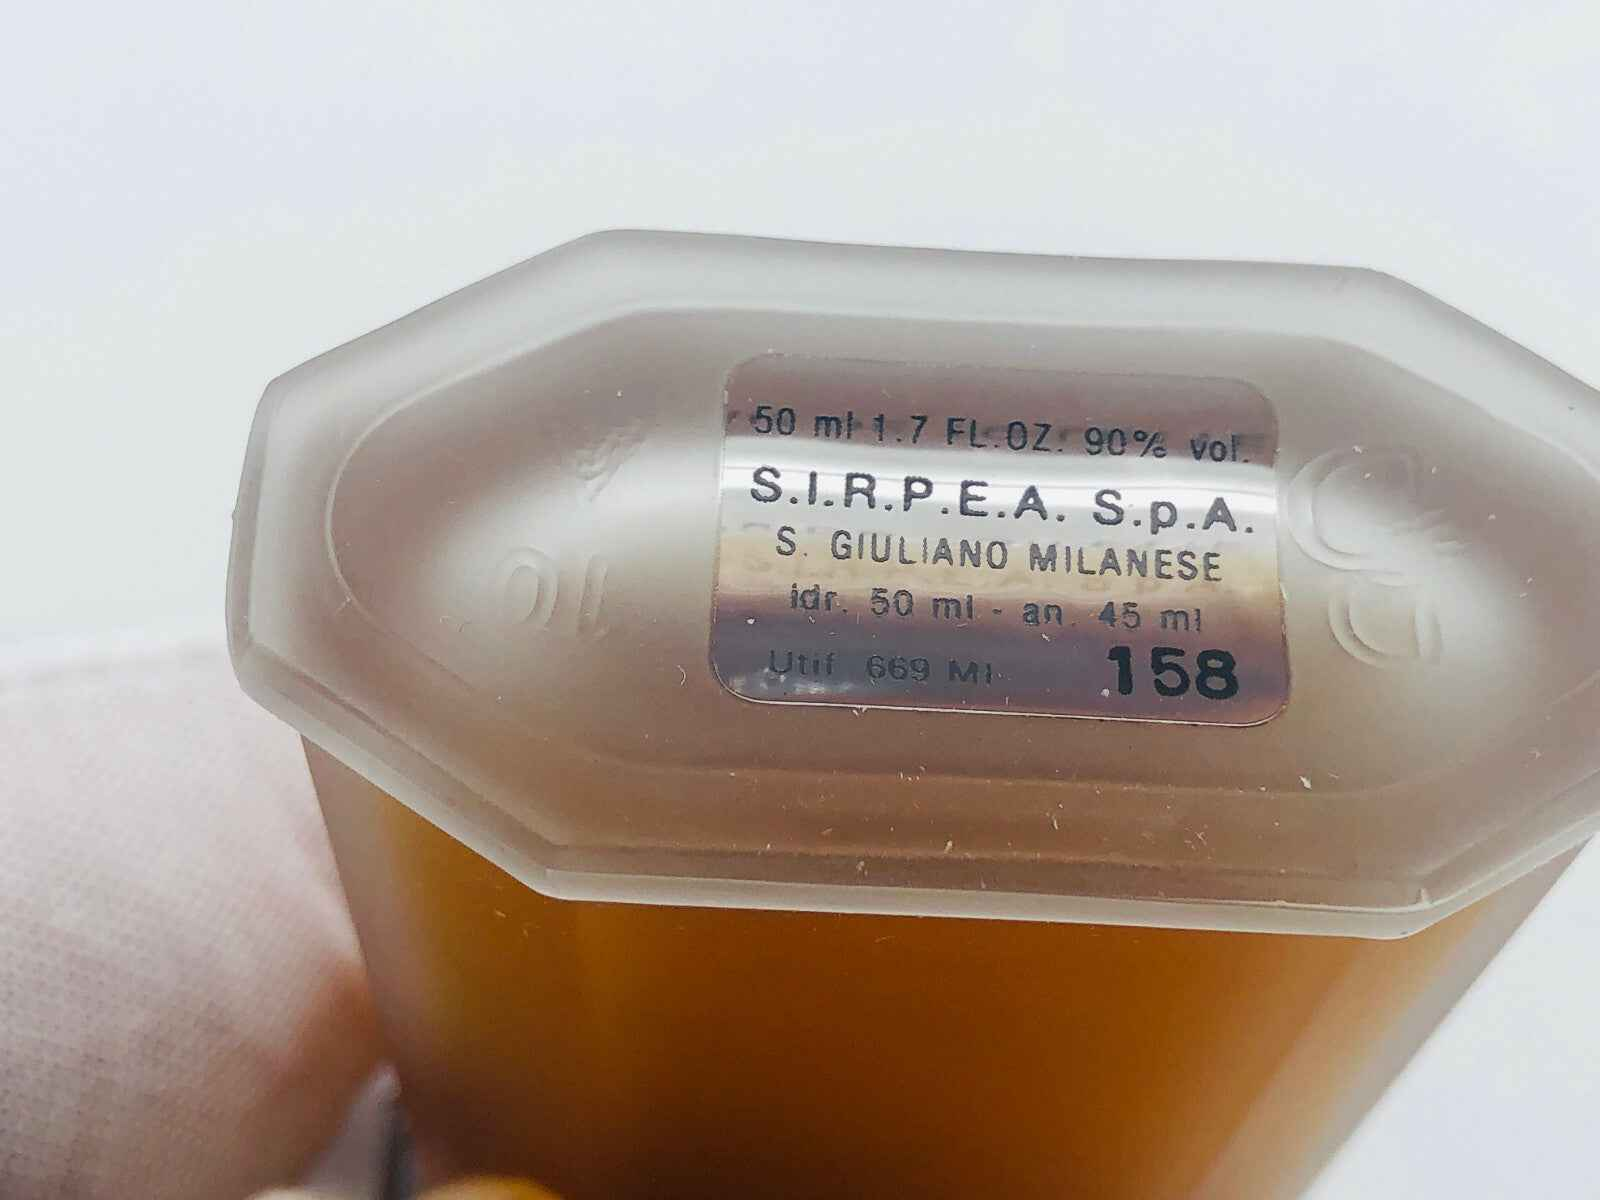 50 ml 1.7 FL.OZ. 90% vol.
S.I.R.P.E.A. S.p.A.
S. GIULIANO MILANESE
idr. 50 ml - an. 45 ml
Utif 669 MI 158